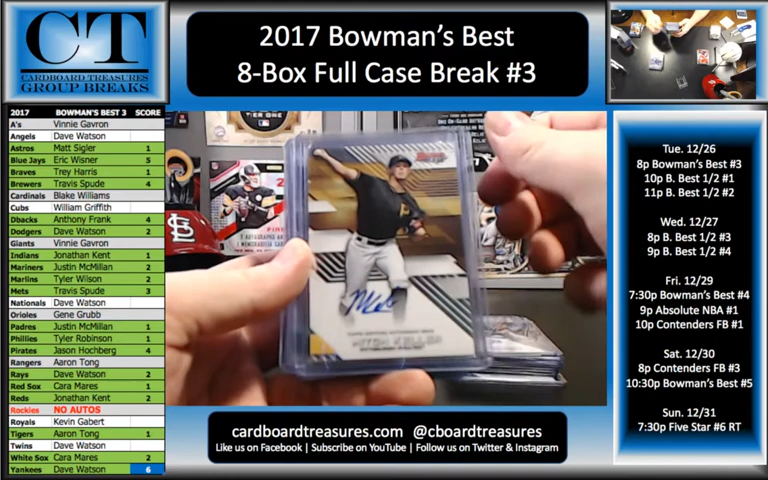 CT
CARDBOARD TREASURES
GROUP BREAKS
2017 Bowman's Best
8-Box Full Case Break #3
2017 BOWMAN'S BEST 3 SCORE
A's Vinnie Gavron
Angels Dave Watson
Astros Matt Sigler 1
Blue Jays Eric Wisner 5
Braves Trey Harris 1
Brewers Travis Spude 4
Cardinals Blake Williams
Cubs William Griffith
Dbacks Anthony Frank 4
Dodgers Dave Watson 2
Giants Vinnie Gavron
Indians Jonathan Kent 1
Mariners Justin McMillan 2
Marlins Tyler Wilson 2
Mets Travis Spude 3
Nationals Dave Watson
Orioles Gene Grubb
Padres Justin McMillan 1
Phillies Tyler Robinson 1
Pirates Jason Hochberg 4
Rangers Aaron Tong
Rays Dave Watson 2
Red Sox Cara Mares 1
Reds Jonathan Kent 2
Rockies NO AUTOS
Royals Kevin Gabert
Tigers Aaron Tong 1
Twins Dave Watson
White Sox Cara Mares 2
Yankees Dave Watson 6
TIER ONE
MITCH KELLER
cardboardtreasures.com @cboardtreasures
Like us on Facebook | Subscribe on YouTube | Follow us on Twitter & Instagram
Tue. 12/26
8p Bowman's Best #3
10p B. Best 1/2 #1
11p B. Best 1/2 #2
Wed. 12/27
8p B. Best 1/2 #3
9p B. Best 1/2 #4
Fri. 12/29
7:30p Bowman's Best #4
9p Absolute NBA #1
10p Contenders FB #1
Sat. 12/30
8p Contenders FB #3
10:30p Bowman's Best #5
Sun. 12/31
7:30p Five Star #6 RT